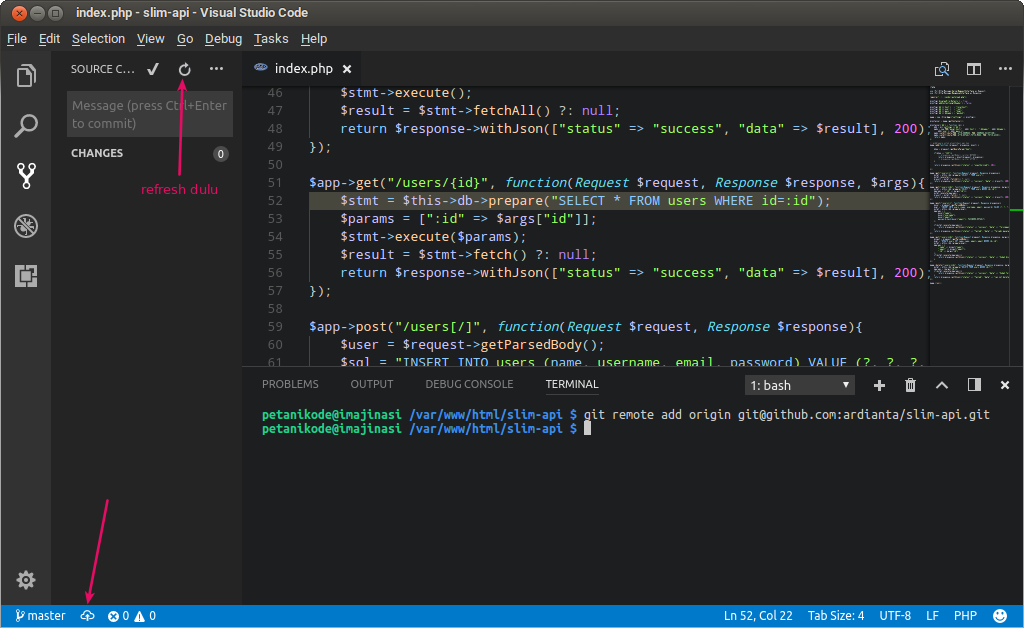 index.php - slim-api - Visual Studio Code
File Edit Selection View Go Debug Tasks Help
SOURCE C...
index.php
Message (press Ctrl+Enter
to commit)
CHANGES 0
refresh dulu
46 $stmt->execute();
47 $result = $stmt->fetchAll() ?: null;
48 return $response->withJson(["status" => "success", "data" => $result], 200)
49 });
50
51 $app->get("/users/{id}", function(Request $request, Response $response, $args){
52 $stmt = $this->db->prepare("SELECT * FROM users WHERE id=:id");
53 $params = [":id" => $args["id"]];
54 $stmt->execute($params);
55 $result = $stmt->fetch() ?: null;
56 return $response->withJson(["status" => "success", "data" => $result], 200)
57 });
58
59 $app->post("/users[/]", function(Request $request, Response $response){
60 $user = $request->getParsedBody();
61 $sql = "INSERT INTO users (name, username, email, password) VALUE (?, ?, ?,
PROBLEMS OUTPUT DEBUG CONSOLE TERMINAL 1: bash
petanikode@imajinasi /var/www/html/slim-api $ git remote add origin git@github.com:ardianta/slim-api.git
petanikode@imajinasi /var/www/html/slim-api $
master 0 0 Ln 52, Col 22 Tab Size: 4 UTF-8 LF PHP